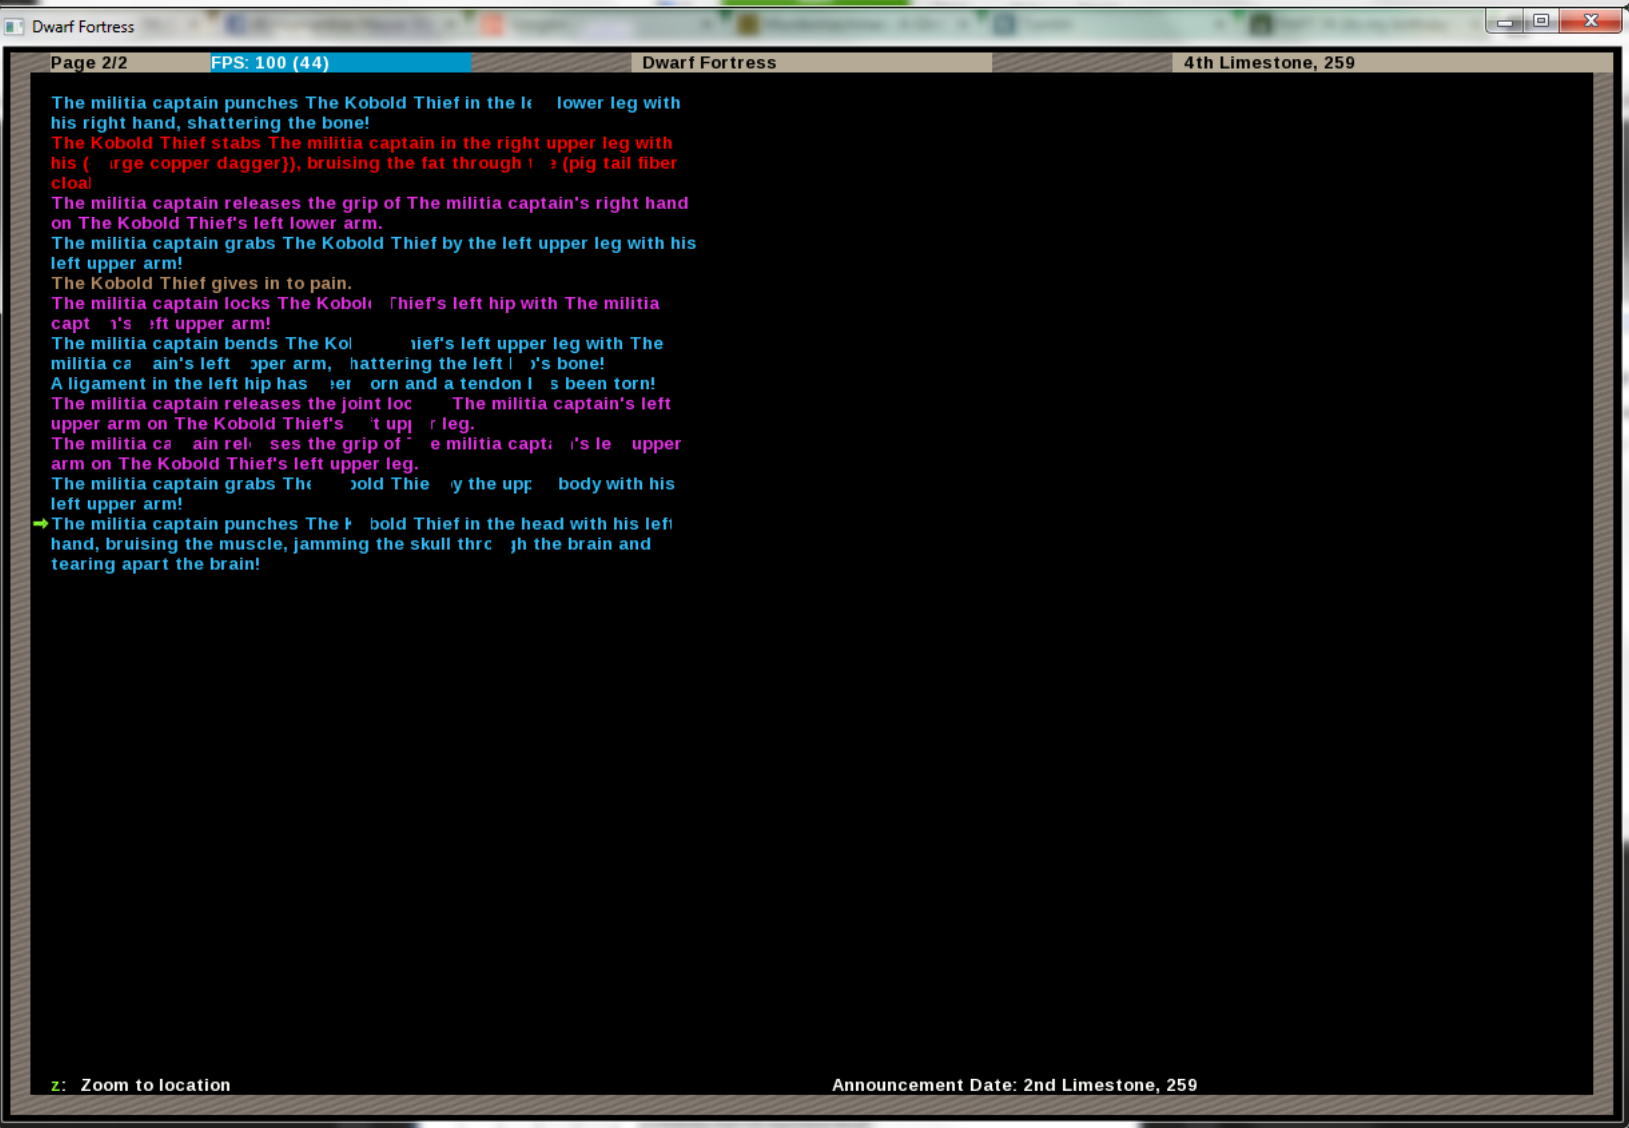 Dwarf Fortress
Page 2/2 FPS: 100 (44) Dwarf Fortress 4th Limestone, 259
The militia captain punches The Kobold Thief in the lower leg with
his right hand, shattering the bone!
The Kobold Thief stabs The militia captain in the right upper leg with
his ( copper dagger}), bruising the fat through (pig tail fiber
The militia captain releases the grip of The militia captain's right hand
on The Kobold Thief's left lower arm.
The militia captain grabs The Kobold Thief by the left upper leg with his
left upper arm!
The Kobold Thief gives in to pain.
The militia captain locks The Thief's left hip with The militia
upper arm!
The militia captain bends The left upper leg with The
militia left arm, the left bone!
A ligament in the left hip has and a tendon been torn!
The militia captain releases the joint The militia captain's left
upper arm on The Kobold Thief's leg.
The militia the grip of militia upper
arm on The Kobold Thief's left upper leg.
The militia captain grabs the body with his
left upper arm!
The militia captain punches The Thief in the head with his left
hand, bruising the muscle, jamming the skull the brain and
tearing apart the brain!
z: Zoom to location Announcement Date: 2nd Limestone, 259